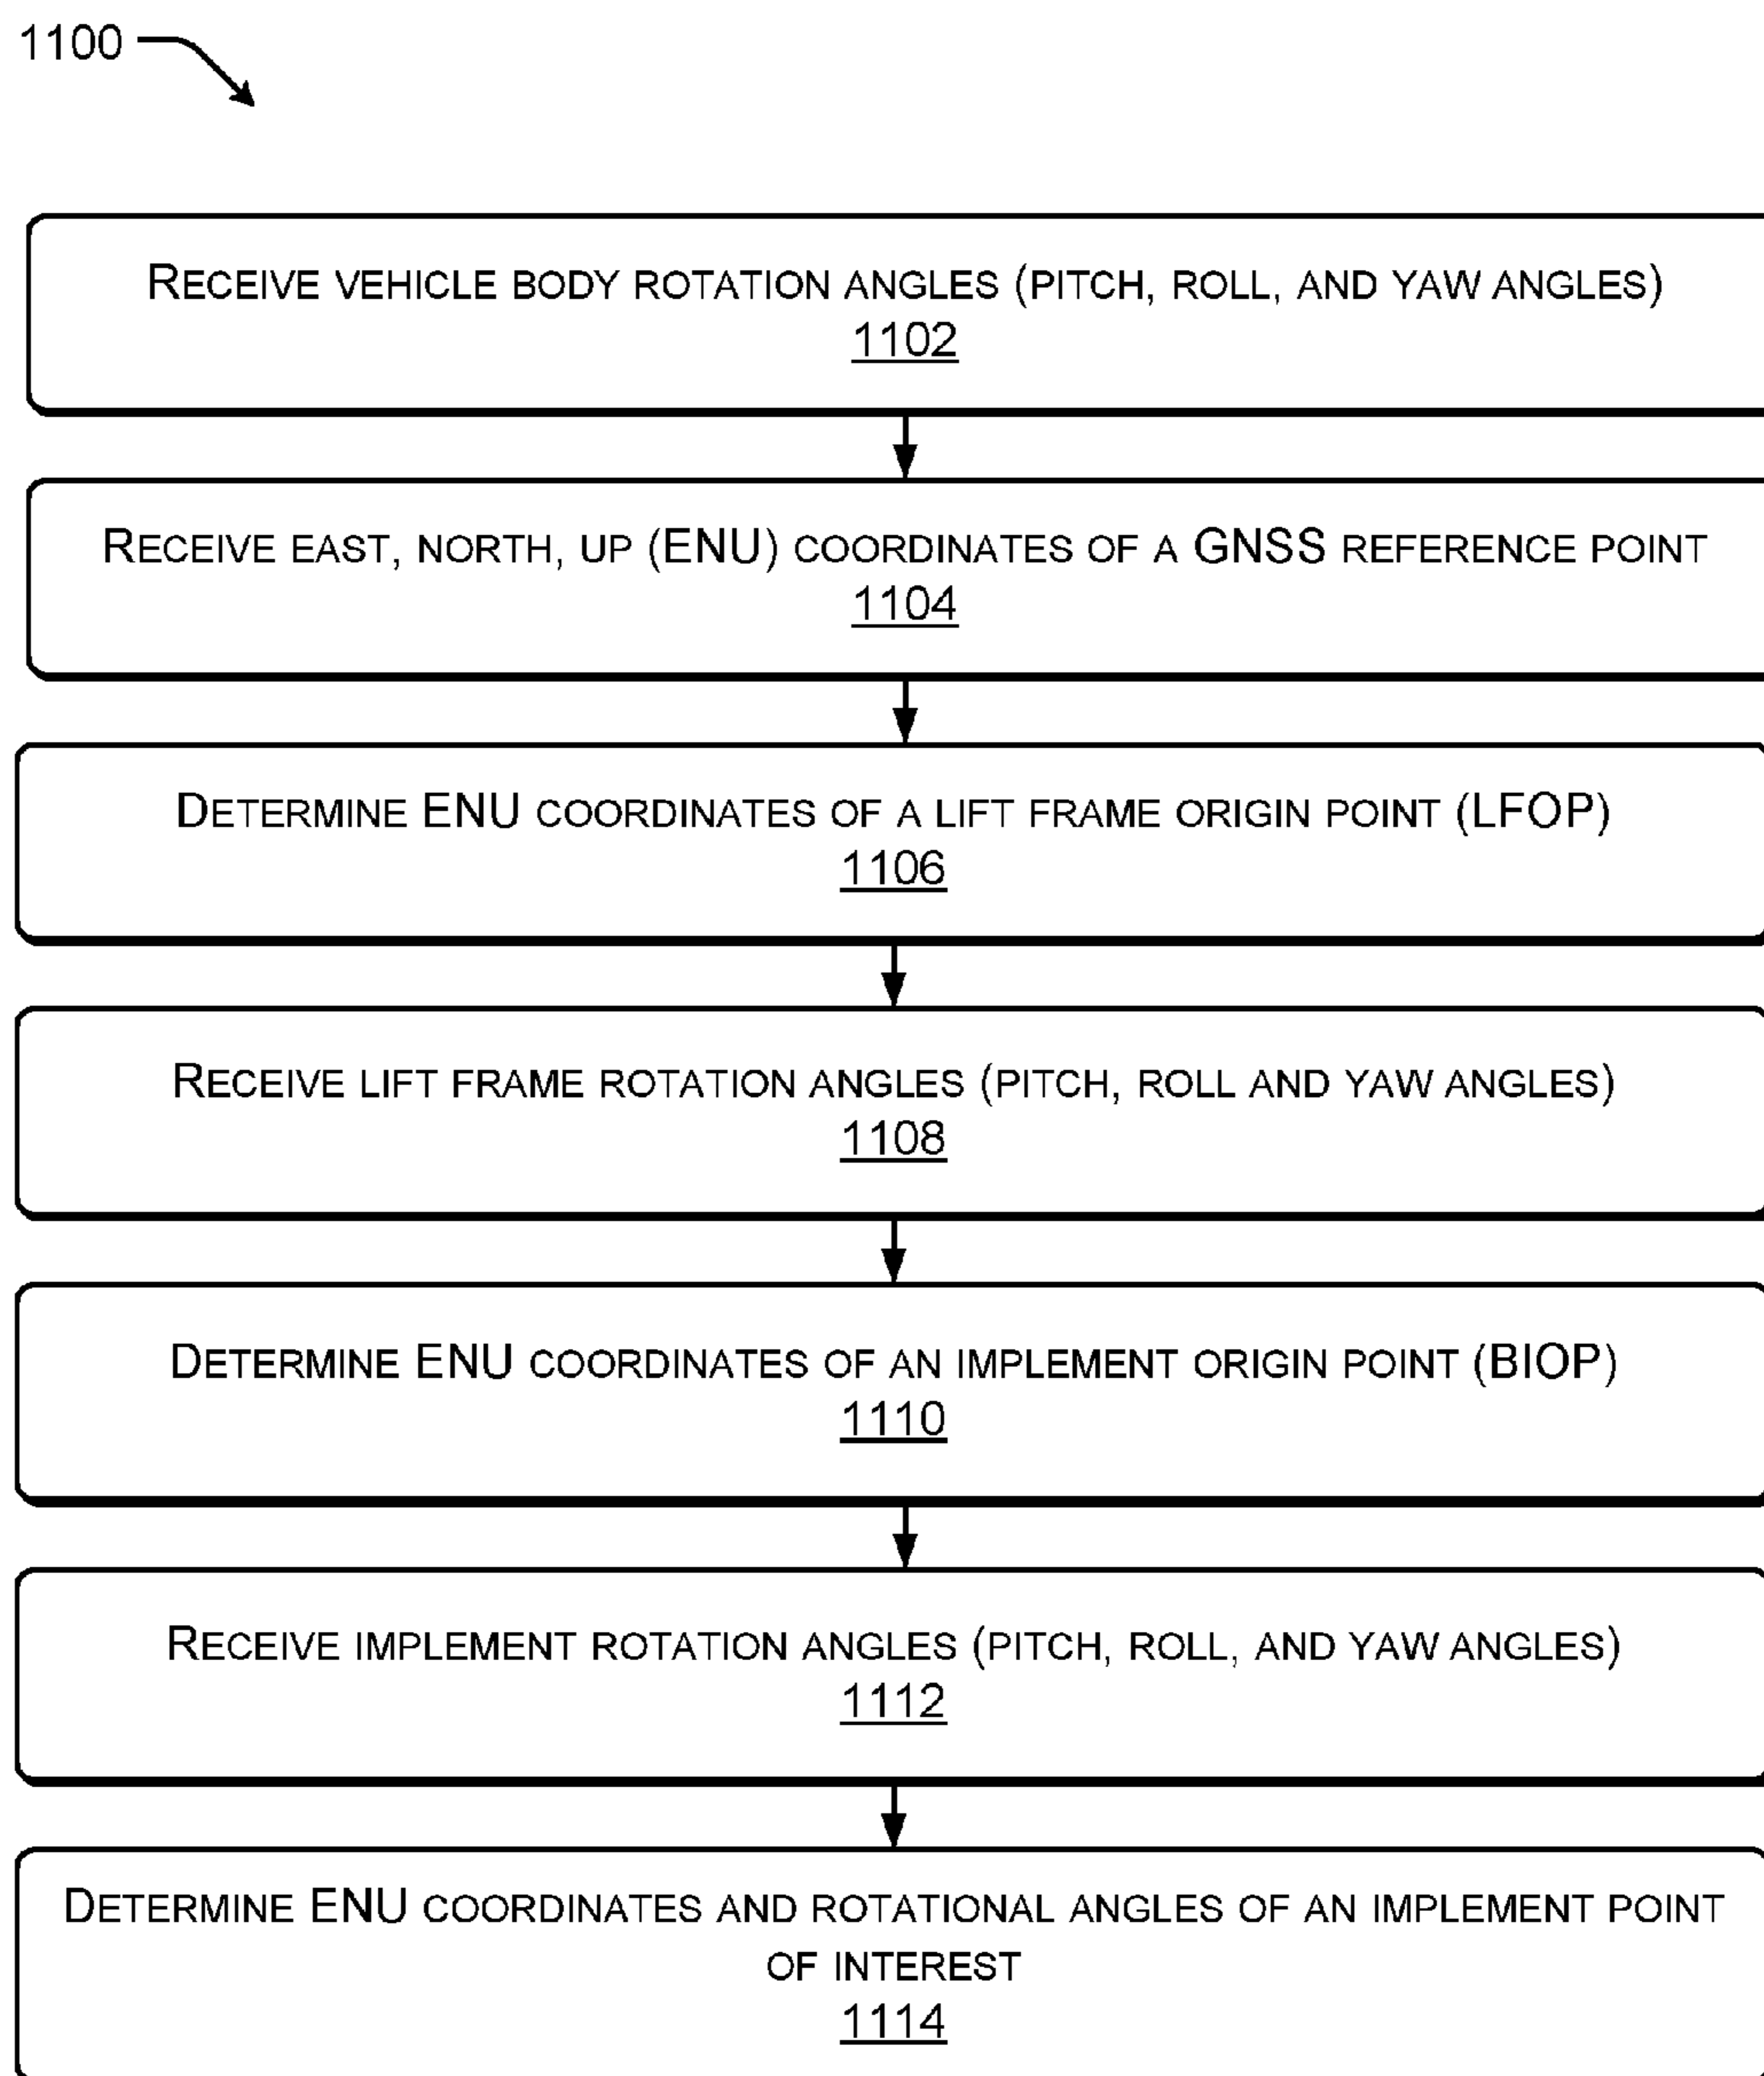 1100
RECEIVE VEHICLE BODY ROTATION ANGLES (PITCH, ROLL, AND YAW ANGLES)
1102
RECEIVE EAST, NORTH, UP (ENU) COORDINATES OF A GNSS REFERENCE POINT
1104
DETERMINE ENU COORDINATES OF A LIFT FRAME ORIGIN POINT (LFOP)
1106
RECEIVE LIFT FRAME ROTATION ANGLES (PITCH, ROLL AND YAW ANGLES)
1108
DETERMINE ENU COORDINATES OF AN IMPLEMENT ORIGIN POINT (BIOP)
1110
RECEIVE IMPLEMENT ROTATION ANGLES (PITCH, ROLL, AND YAW ANGLES)
1112
DETERMINE ENU COORDINATES AND ROTATIONAL ANGLES OF AN IMPLEMENT POINT
OF INTEREST
1114